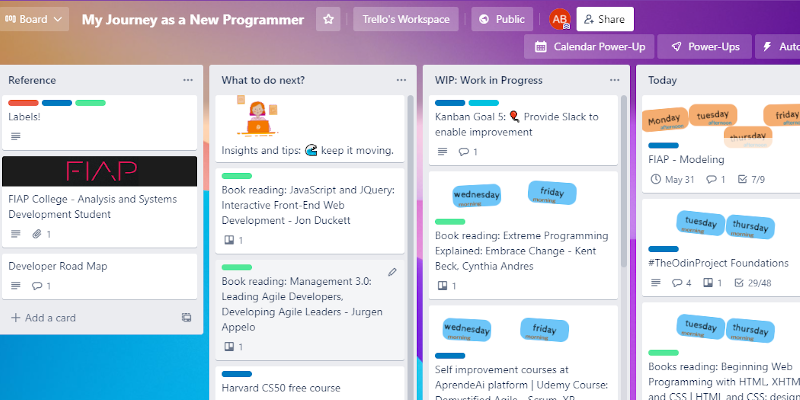 Board
My Journey as a New Programmer
Trello's Workspace
Public
AB
Share
Calendar Power-Up
Power-Ups
Auto
Reference
Labels!
FIAP
FIAP College - Analysis and Systems
Development Student
1
Developer Road Map
1
+ Add a card
What to do next?
Insights and tips: 🌊 keep it moving.
Book reading: JavaScript and JQuery:
Interactive Front-End Web
Development - Jon Duckett
1
Book reading: Management 3.0:
Leading Agile Developers,
Developing Agile Leaders - Jurgen
Appelo
1
Harvard CS50 free course
WIP: Work in Progress
Kanban Goal 5: 🎈 Provide Slack to
enable improvement
1
wednesday
morning
friday
morning
Book reading: Extreme Programming
Explained: Embrace Change - Kent
Beck, Cynthia Andres
1
wednesday
morning
friday
morning
Self improvement courses at
AprendeAi platform | Udemy Course:
Demystified Agile - Scrum, XP
Today
Monday
afternoon
tuesday
afternoon
friday
afternoon
thursday
FIAP - Modeling
May 31
1
7/9
tuesday
morning
thursday
morning
#TheOdinProject Foundations
4
1
29/48
tuesday
morning
thursday
morning
Books reading: Beginning Web
Programming with HTML, XHTM
and CSS | HTML and CSS: design